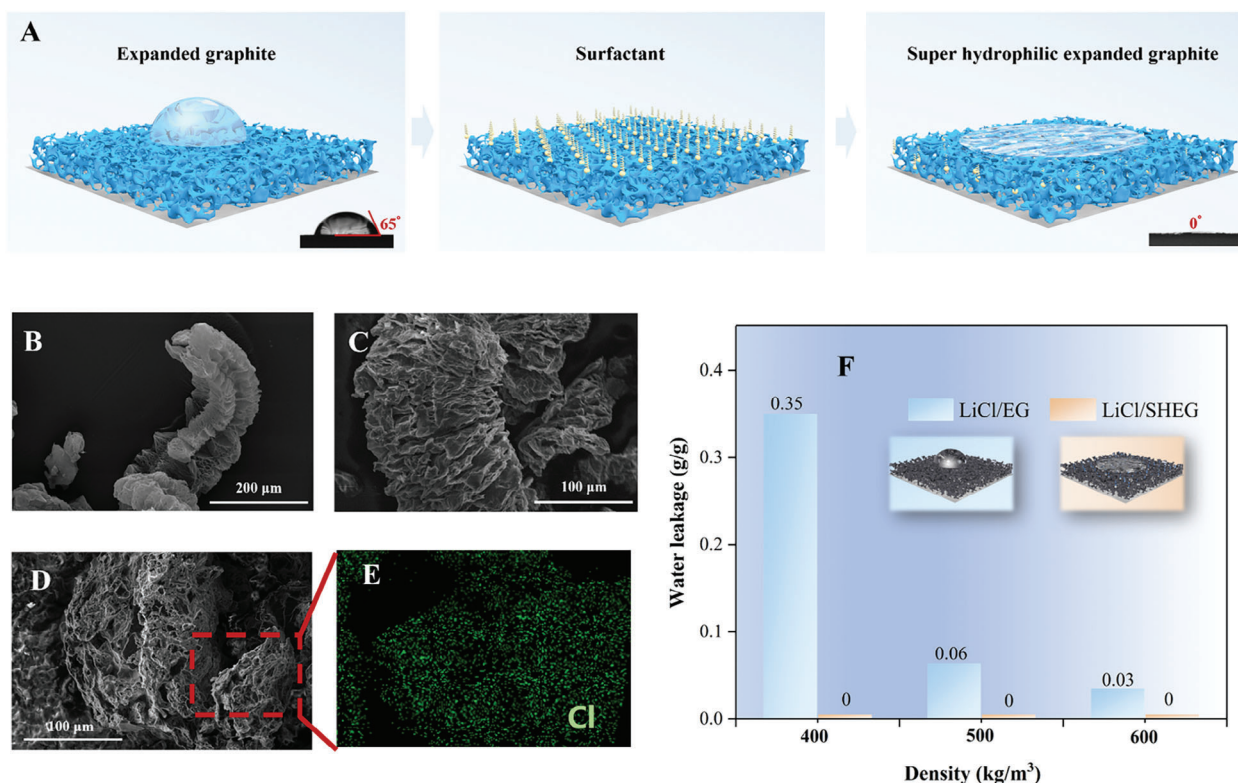 A
Expanded graphite
65°
Surfactant
Super hydrophilic expanded graphite
0°
B
200 μm
C
100 μm
D
100 μm
E
Cl
F
Water leakage (g/g)
0.4
0.3
0.2
0.1
0.0
LiCl/EG
LiCl/SHEG
0.35
0
0.06
0
0.03
0
400
500
600
Density (kg/m³)